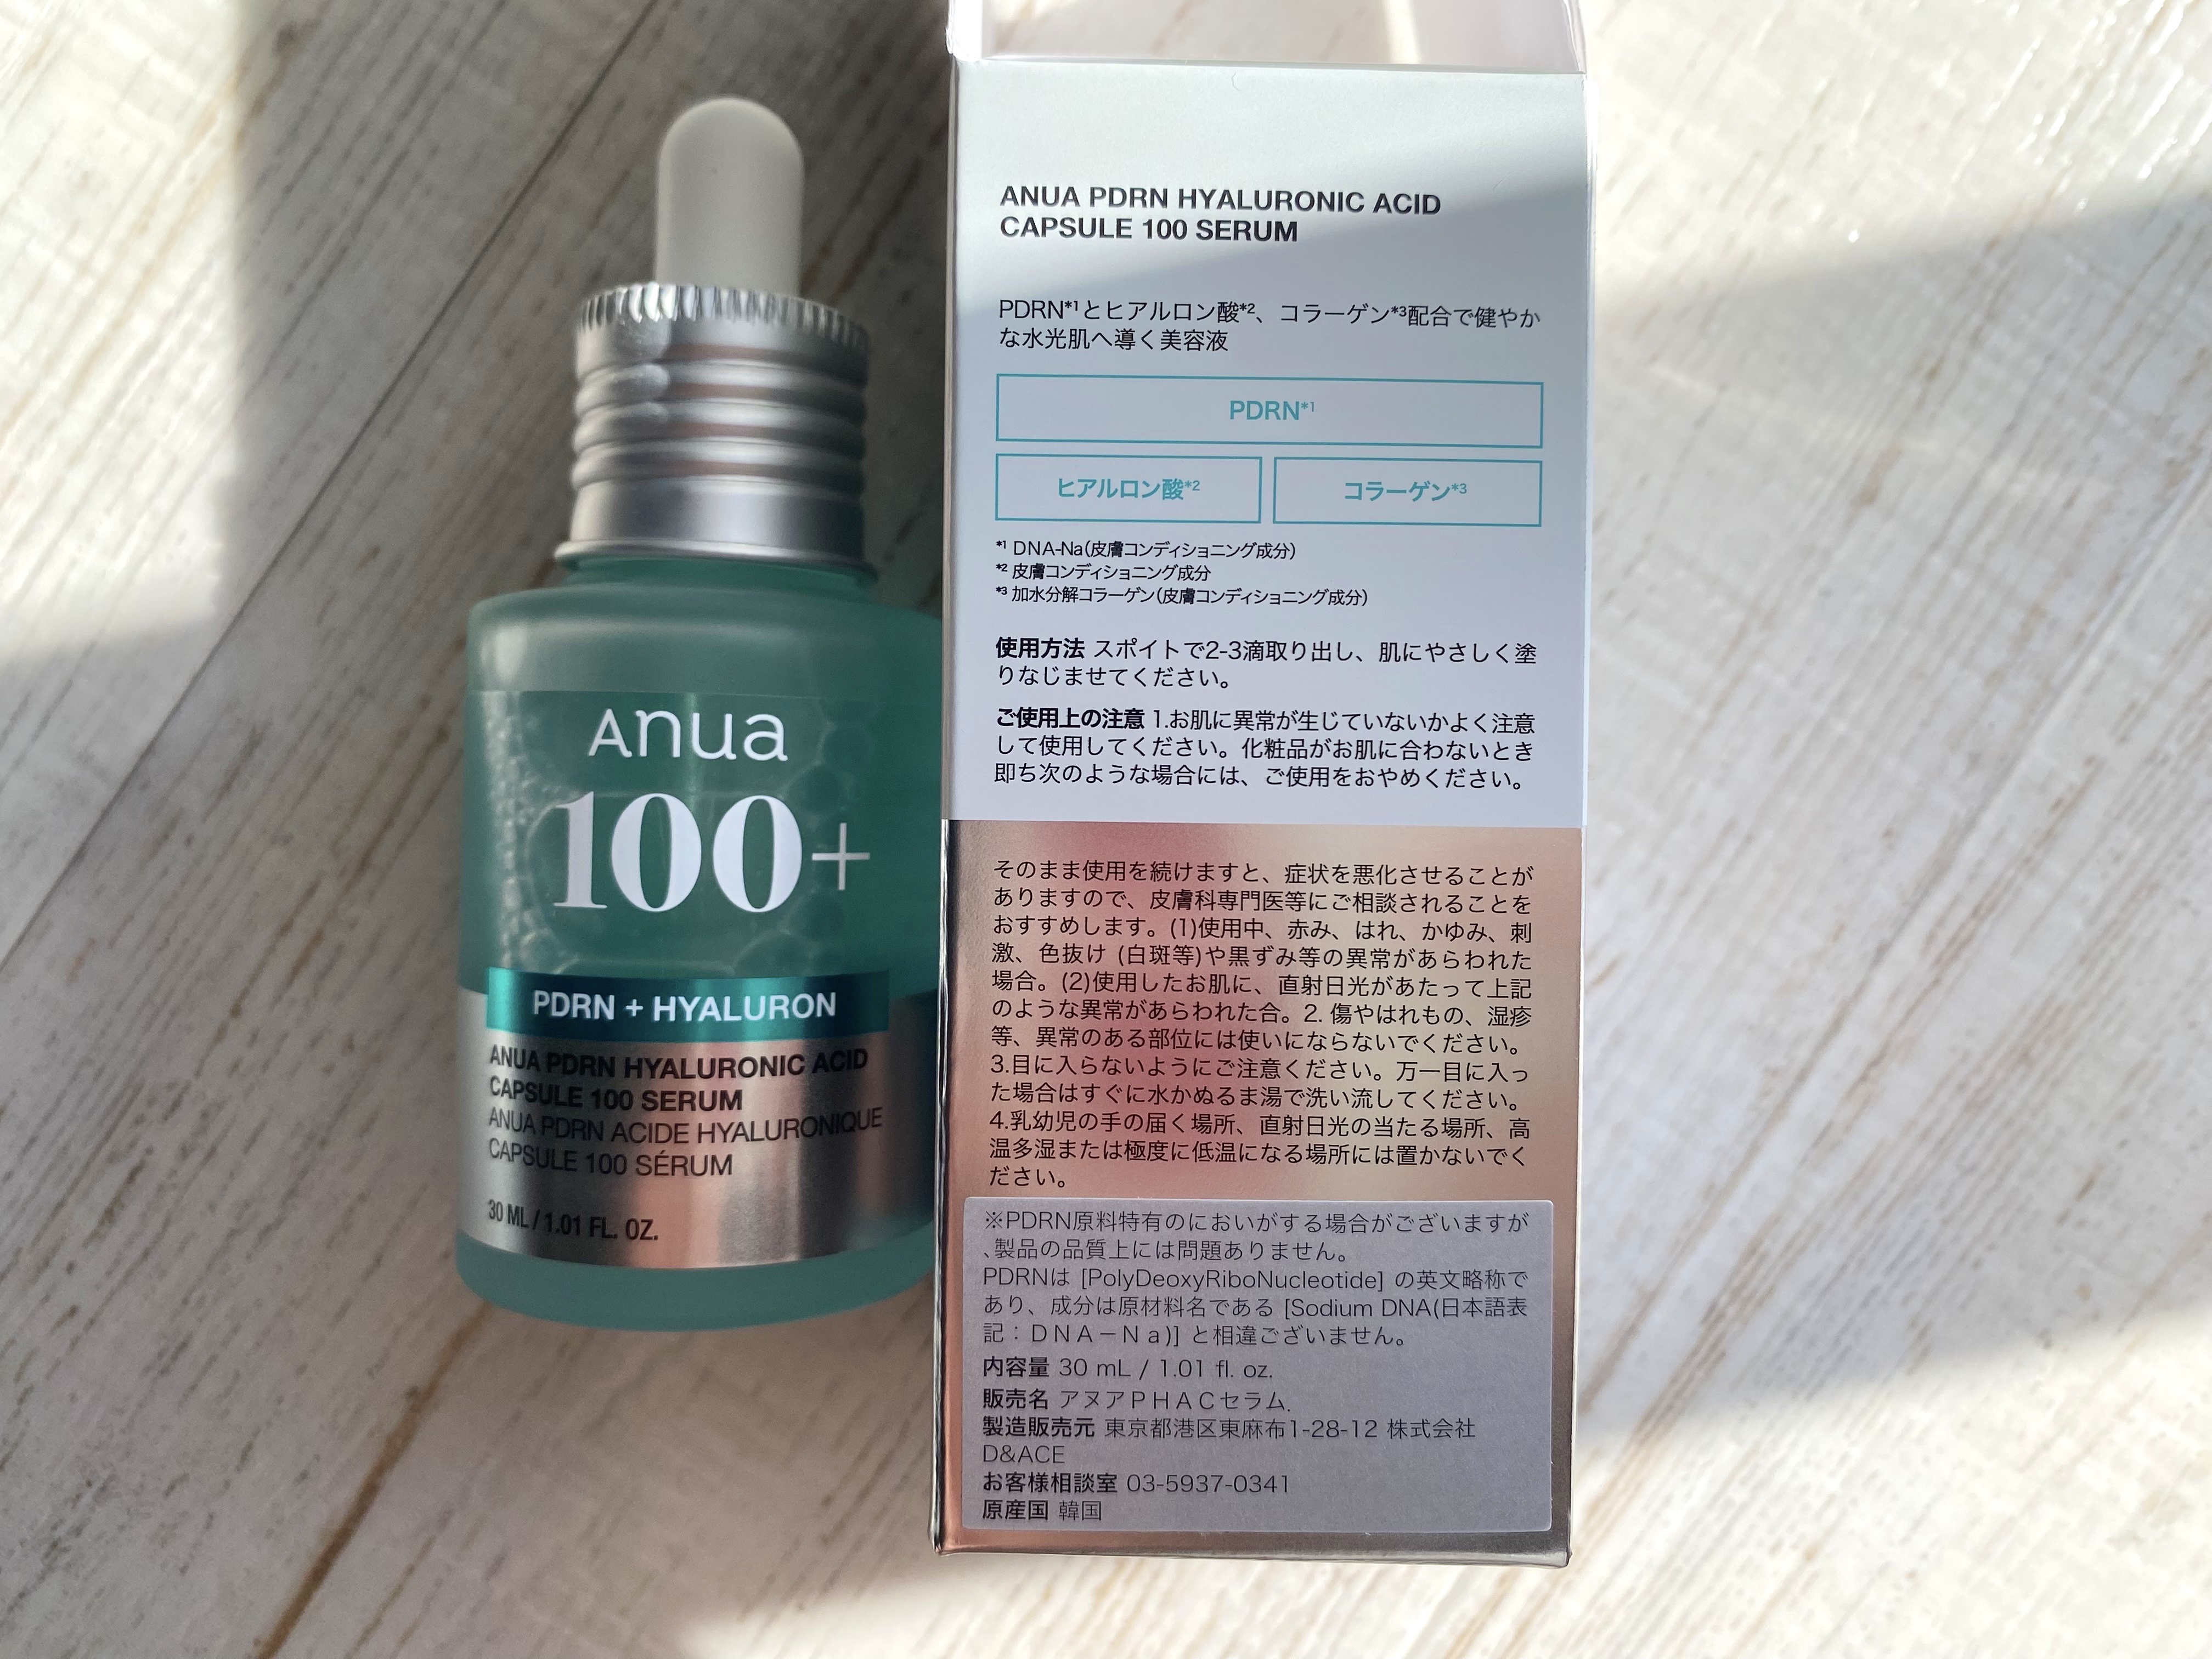 Anua
100+
PDRN + HYALURON
ANUA PDRN HYALURONIC ACID
CAPSULE 100 SERUM
ANUA PDRN ACIDE HYALURONIQUE
CAPSULE 100 SÉRUM
30 ML / 1.01 FL. OZ.
ANUA PDRN HYALURONIC ACID
CAPSULE 100 SERUM
PDRN*1とヒアルロン酸*2、コラーゲン*3配合で健やか
な水光肌へ導く美容液
PDRN*1
ヒアルロン酸*2
コラーゲン*3
*1 DNA-Na(皮膚コンディショニング成分)
*2 皮膚コンディショニング成分
*3 加水分解コラーゲン(皮膚コンディショニング成分)
使用方法 スポイトで2-3滴取り出し、肌にやさしく塗
りなじませてください。
ご使用上の注意 1.お肌に異常が生じていないかよく注意
して使用してください。化粧品がお肌に合わないとき
即ち次のような場合には、ご使用をおやめください。
そのまま使用を続けますと、症状を悪化させることが
ありますので、皮膚科専門医等にご相談されることを
おすすめします。(1)使用中、赤み、はれ、かゆみ、刺
激、色抜け (白斑等)や黒ずみ等の異常があらわれた
場合。(2)使用したお肌に、直射日光があたって上記
のような異常があらわれた合。2. 傷やはれもの、湿疹
等、異常のある部位には使いにならないでください。
3.目に入らないようにご注意ください。万一目に入っ
た場合はすぐに水かぬるま湯で洗い流してください。
4.乳幼児の手の届く場所、直射日光の当たる場所、高
温多湿または極度に低温になる場所には置かないでく
ださい。
※PDRN原料特有のにおいがする場合がございますが
、製品の品質上には問題ありません。
PDRNは [PolyDeoxyRiboNucleotide] の英文略称で
あり、成分は原材料名である [Sodium DNA(日本語表
記：ＤＮＡ－Ｎａ)] と相違ございません。
内容量 30 mL / 1.01 fl. oz.
販売名 アヌアＰＨＡＣセラム.
製造販売元 東京都港区東麻布1-28-12 株式会社
D&ACE
お客様相談室 03-5937-0341
原産国 韓国